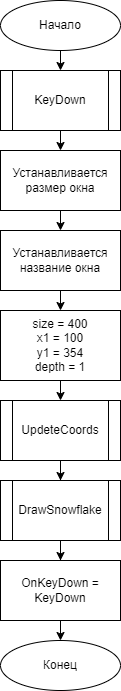 Начало
KeyDown
Устанавливается
размер окна
Устанавливается
название окна
size = 400
x1 = 100
y1 = 354
depth = 1
UpdeteCoords
DrawSnowflake
OnKeyDown =
KeyDown
Конец